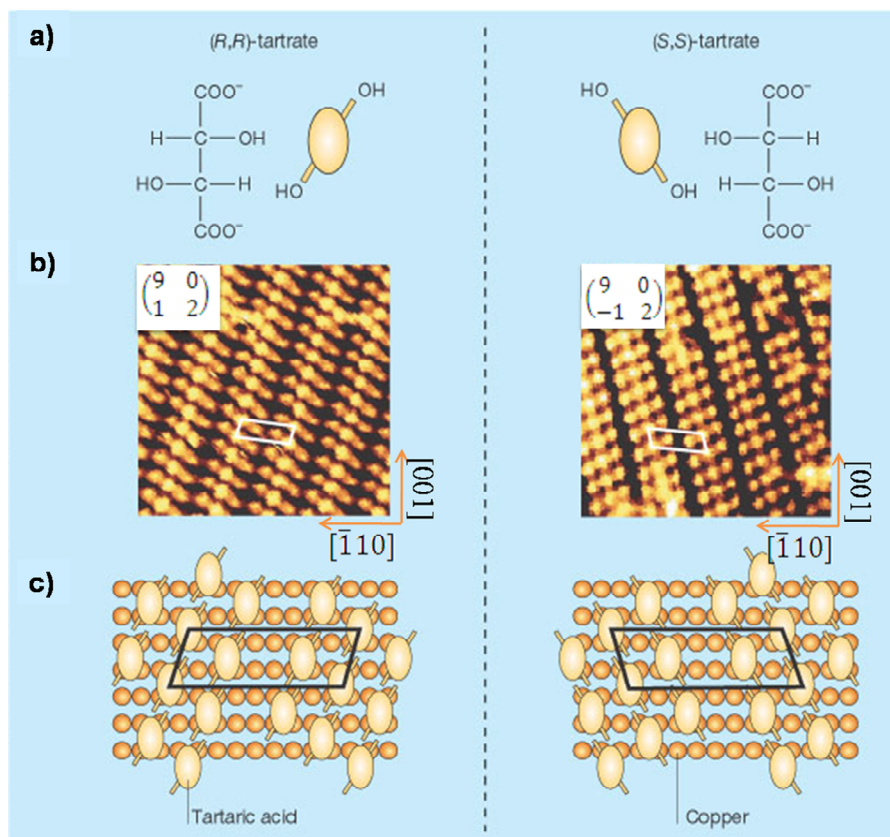 a)
(R,R)-tartrate
(S,S)-tartrate
COO⁻
H—C—OH
HO—C—H
COO⁻
OH
HO
HO
OH
COO⁻
HO—C—H
H—C—OH
COO⁻
b)
9 0
1 2
[001]
[1̄10]
9 0
−1 2
[001]
[1̄10]
c)
Tartaric acid
Copper